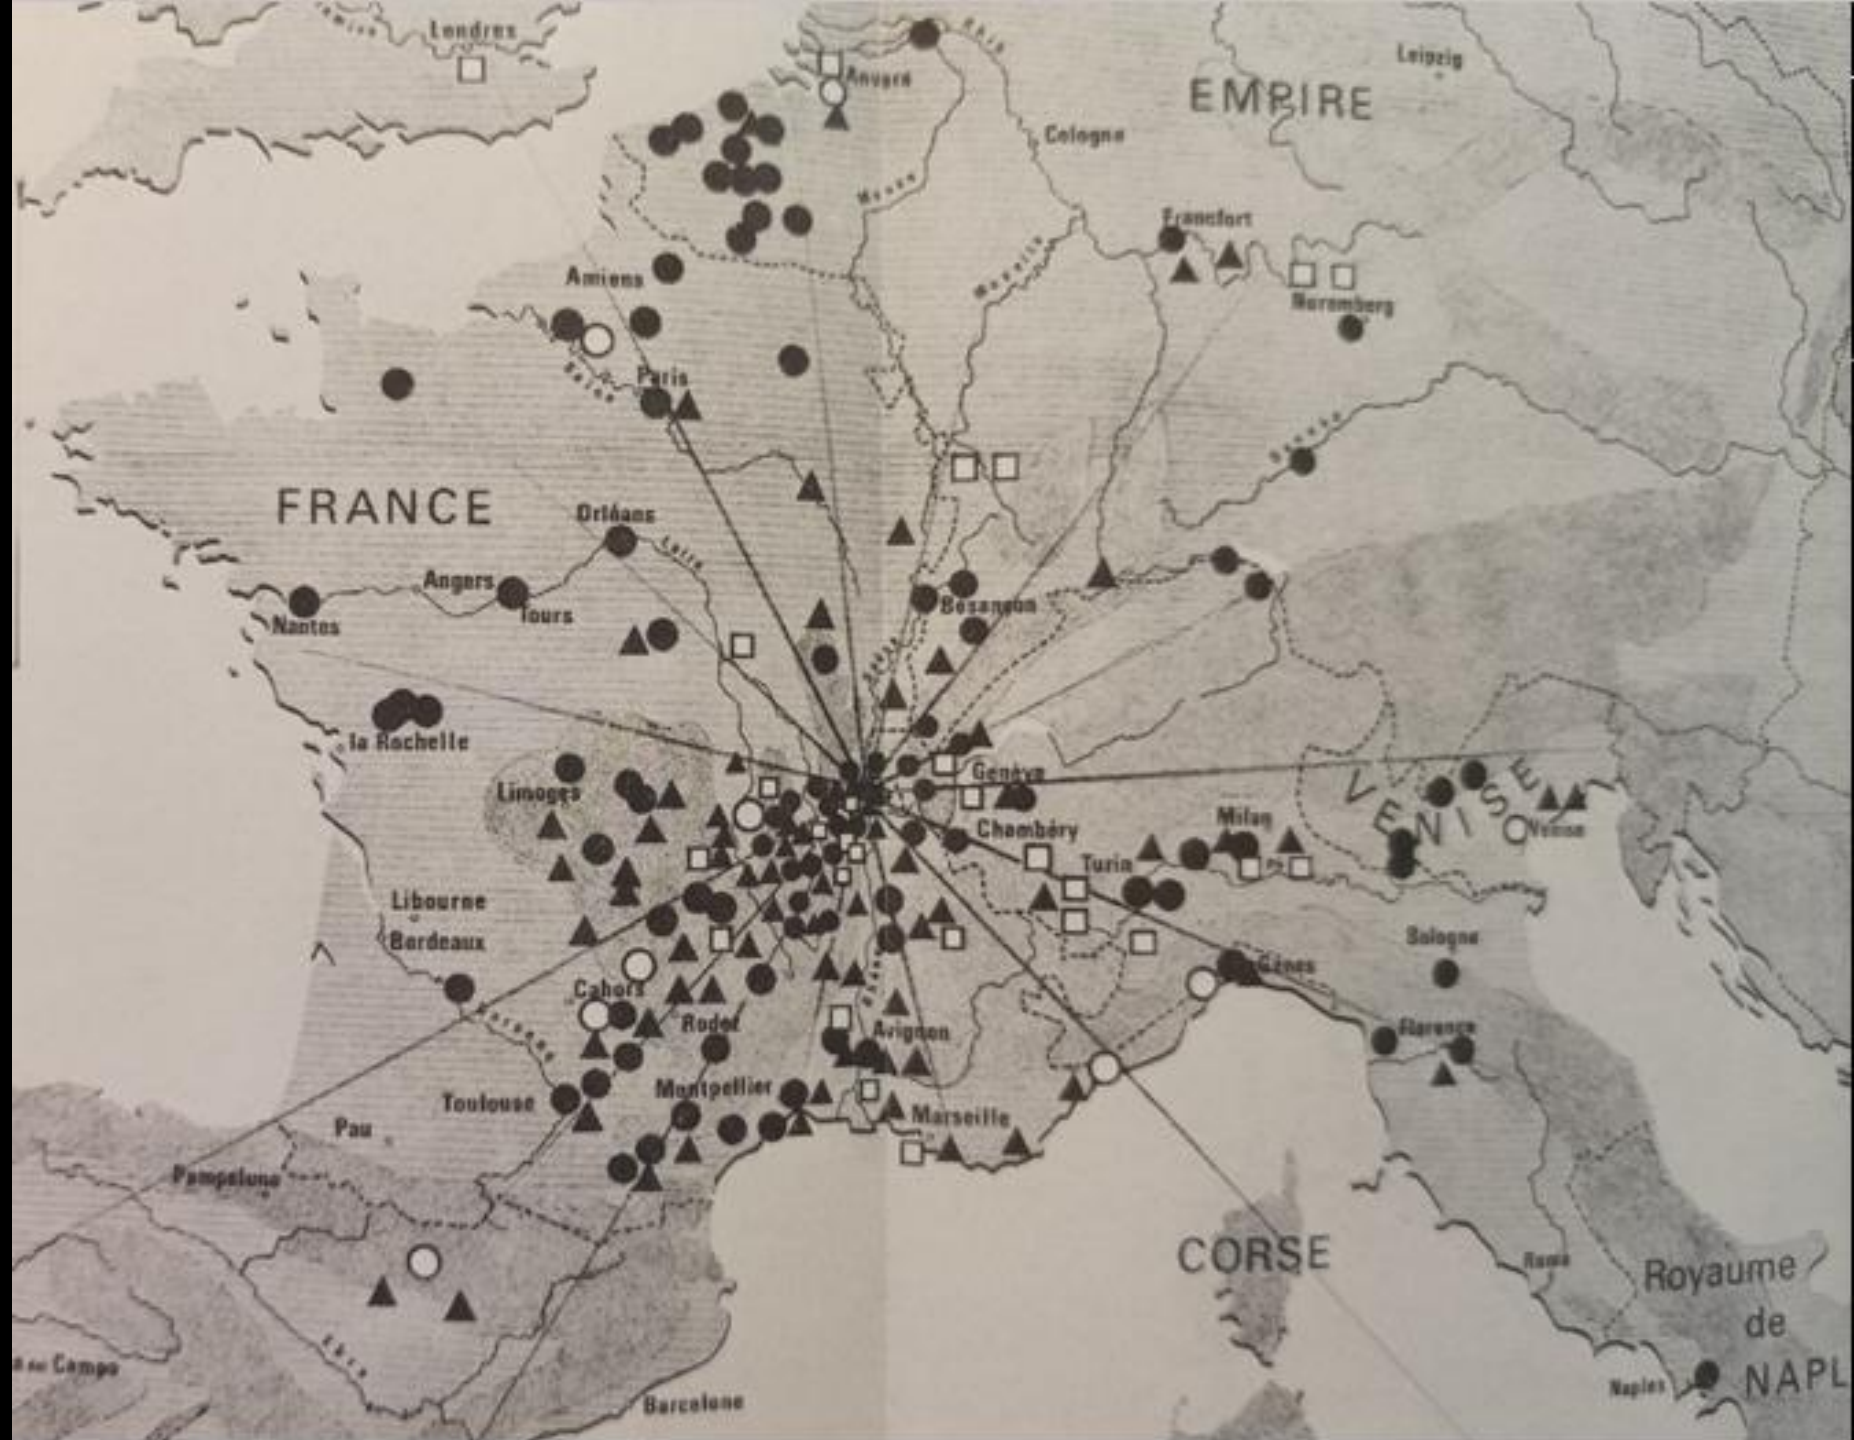 Londres
Rhin
Anvers
Leipzig
EMPIRE
Cologne
Meuse
Francfort
Moselle
Amiens
Nuremberg
Seine
Paris
FRANCE
Orléans
Loire
Angers
Tours
Besançon
Nantes
la Rochelle
Genève
Limoges
VENISE
Venise
Milan
Chambéry
Turin
Libourne
Bordeaux
Bologne
Gênes
Cahors
Rodez
Avignon
Florence
Toulouse
Montpellier
Marseille
Pau
Pampelune
CORSE
Rome
Royaume
de
NAPL
Naples
Ebre
Campo
Barcelone